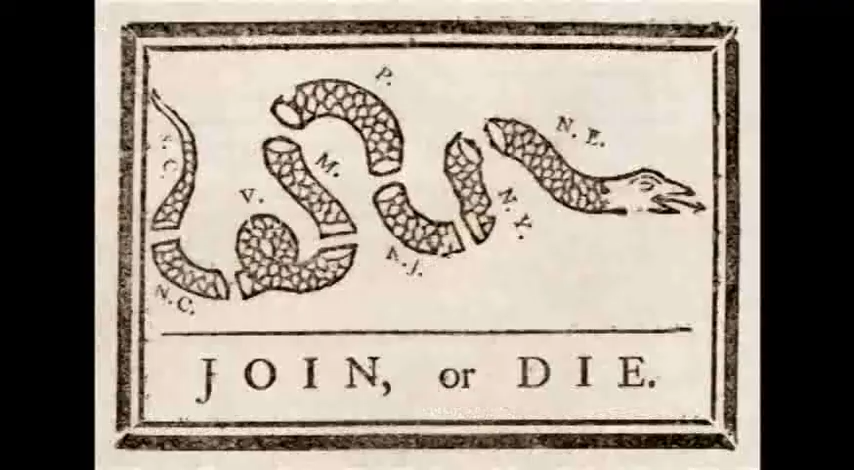 P.
N. E.
S. C.
M.
V.
N. Y.
N. J.
N. C.
JOIN, or DIE.